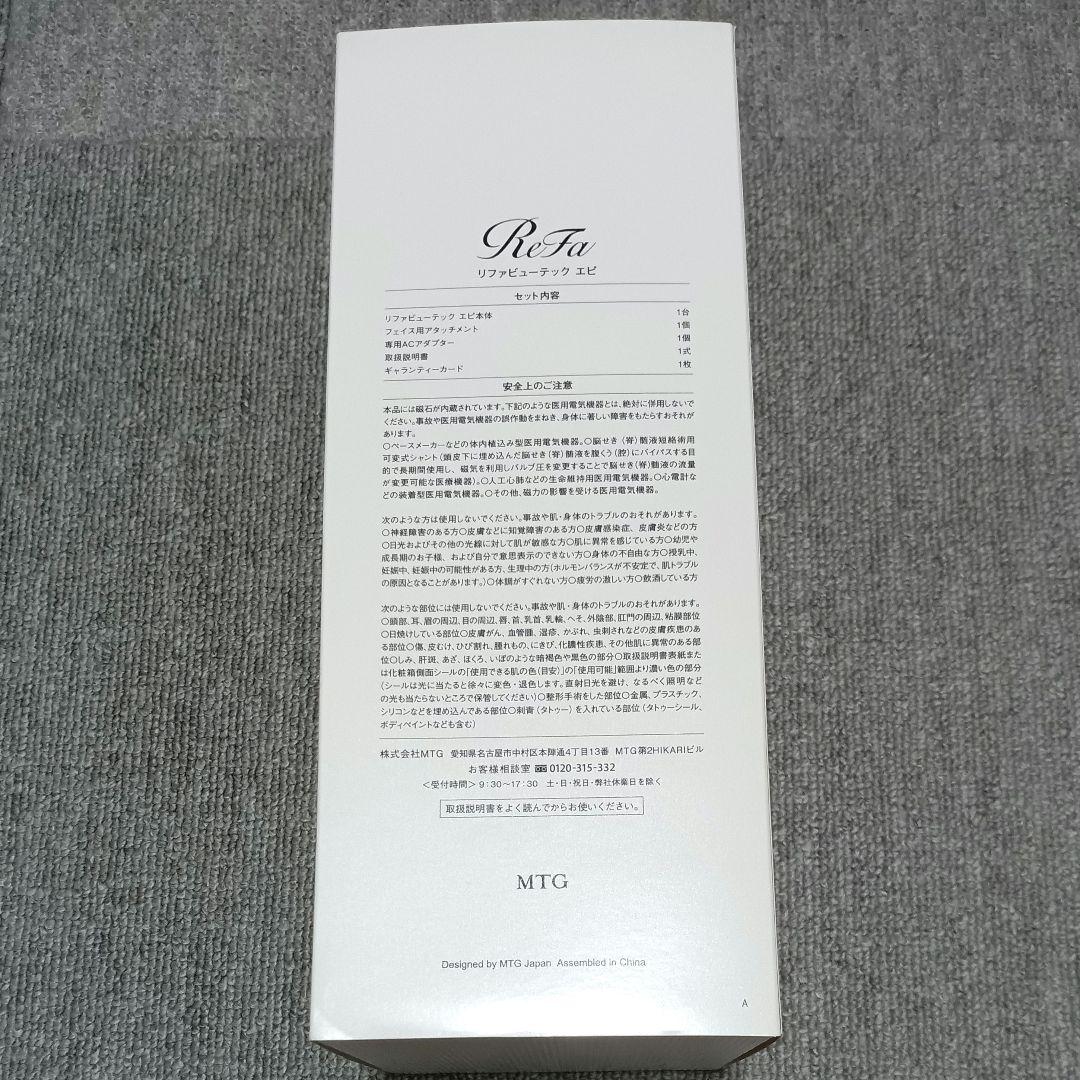 ReFa
リファビューテック エピ
セット内容
リファビューテック エピ本体 1台
フェイス用アタッチメント 1個
専用ACアダプター 1個
取扱説明書 1式
ギャランティーカード 1枚
安全上のご注意
本品には磁石が内蔵されています。下記のような医用電気機器とは、絶対に併用しないで
ください。事故や医用電気機器の誤作動をまねき、身体に著しい障害をもたらすおそれが
あります。
〇ペースメーカーなどの体内植込み型医用電気機器。〇脳せき(脊)髄液短絡術用
可変式シャント(頭皮下に埋め込んだ脳せき(脊)髄液を腹くう(腔)にバイパスする目
的で長期間使用し、磁気を利用しバルブ圧を変更することで脳せき(脊)髄液の流量
が変更可能な医療機器)。〇人工心肺などの生命維持用医用電気機器。〇心電計な
どの装着型医用電気機器。〇その他、磁力の影響を受ける医用電気機器。
次のような方は使用しないでください。事故や肌・身体のトラブルのおそれがあります。
〇神経障害のある方〇皮膚などに知覚障害のある方〇皮膚感染症、皮膚炎などの方
〇日光およびその他の光線に対して肌が敏感な方〇肌に異常を感じている方〇幼児や
成長期のお子様、および自分で意思表示のできない方〇身体の不自由な方〇授乳中、
妊娠中、妊娠中の可能性がある方、生理中の方(ホルモンバランスが不安定で、肌トラブル
の原因となることがあります。)〇体調がすぐれない方〇疲労の激しい方〇飲酒している方
次のような部位には使用しないでください。事故や肌・身体のトラブルのおそれがあります。
〇頭部、耳、眉の周辺、目の周辺、唇、首、乳首、乳輪、へそ、外陰部、肛門の周辺、粘膜部位
〇日焼けしている部位〇皮膚がん、血管腫、湿疹、かぶれ、虫刺されなどの皮膚疾患のあ
る部位〇傷、皮むけ、ひび割れ、腫れもの、にきび、化膿性疾患、その他肌に異常のある部
位〇しみ、肝斑、あざ、ほくろ、いぼのような暗褐色や黒色の部分〇取扱説明書表紙また
は化粧箱側面シールの「使用できる肌の色(目安)」の「使用可能」範囲より濃い色の部分
(シールは光に当たると徐々に変色・退色します。直射日光を避け、なるべく照明など
の光も当たらないところで保管してください)〇整形手術をした部位〇金属、プラスチック、
シリコンなどを埋め込んである部位〇刺青(タトゥー)を入れている部位(タトゥーシール、
ボディペイントなども含む)
株式会社MTG 愛知県名古屋市中村区本陣通4丁目13番 MTG第2HIKARIビル
お客様相談室 0120-315-332
<受付時間>9:30～17:30 土・日・祝日・弊社休業日を除く
取扱説明書をよく読んでからお使いください。
MTG
Designed by MTG Japan Assembled in China
A